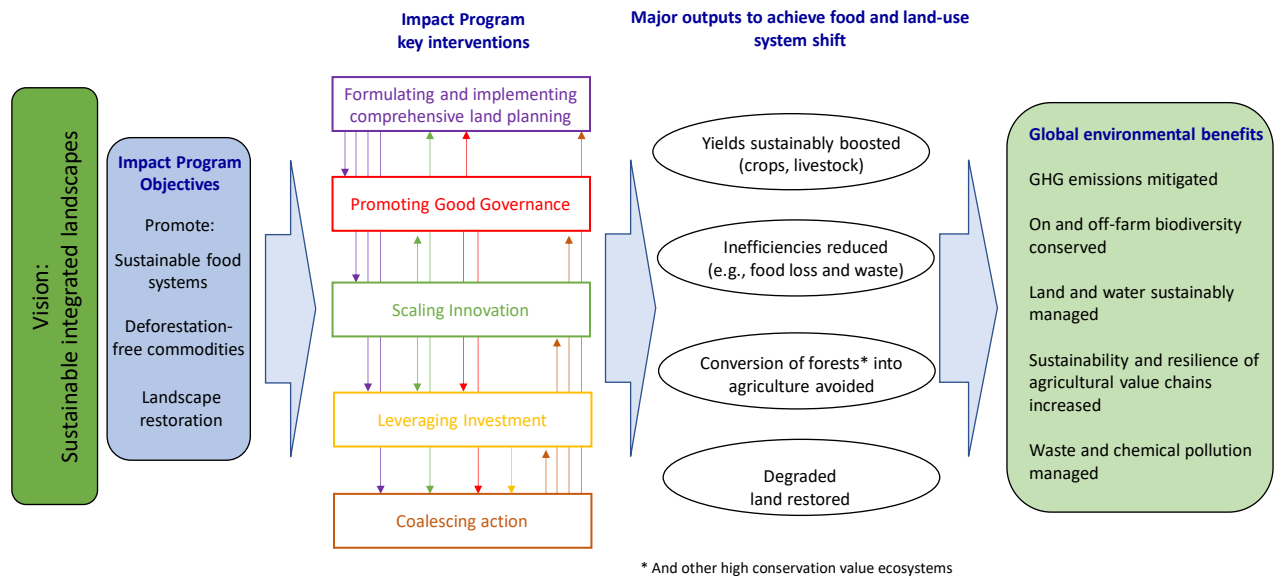 Vision:
Sustainable integrated landscapes
Impact Program
Objectives
Promote:
Sustainable food
systems
Deforestation-
free commodities
Landscape
restoration
Impact Program
key interventions
Formulating and implementing
comprehensive land planning
Promoting Good Governance
Scaling Innovation
Leveraging Investment
Coalescing action
Major outputs to achieve food and land-use
system shift
Yields sustainably boosted
(crops, livestock)
Inefficiencies reduced
(e.g., food loss and waste)
Conversion of forests* into
agriculture avoided
Degraded
land restored
* And other high conservation value ecosystems
Global environmental benefits
GHG emissions mitigated
On and off-farm biodiversity
conserved
Land and water sustainably
managed
Sustainability and resilience of
agricultural value chains
increased
Waste and chemical pollution
managed